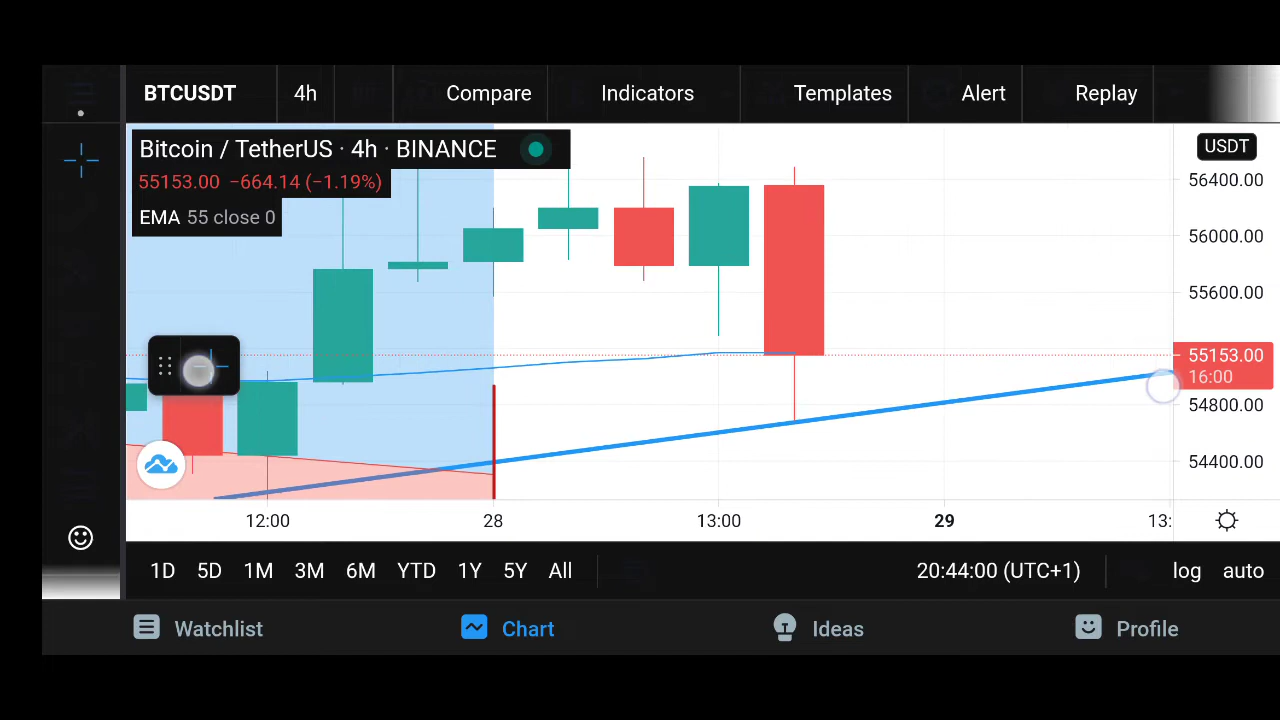 BTCUSDT 4h Compare Indicators Templates Alert Replay
Bitcoin / TetherUS · 4h · BINANCE
55153.00 −664.14 (−1.19%)
EMA 55 close 0
USDT
56400.00
56000.00
55600.00
55153.00
16:00
54800.00
54400.00
12:00 28 13:00 29 13:
1D 5D 1M 3M 6M YTD 1Y 5Y All 20:44:00 (UTC+1) log auto
Watchlist Chart Ideas Profile